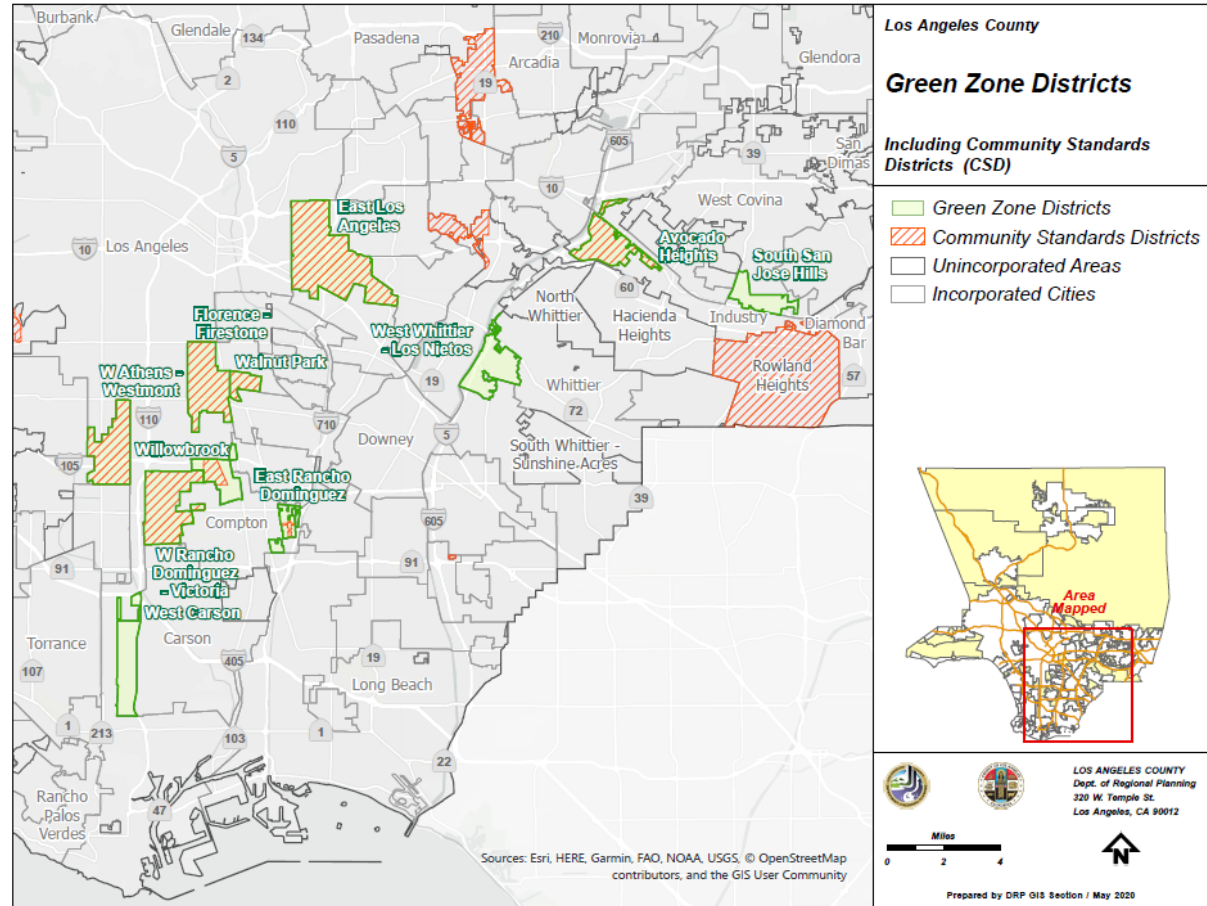 Burbank
Glendale
134
Pasadena
210
Monrovia
Arcadia
Glendora
2
19
110
5
605
39
San
Dimas
10
West Covina
East Los
Angeles
Avocado
Heights
South San
Jose Hills
10
Los Angeles
60
North
Whittier
Hacienda
Heights
Industry
Diamond
Bar
Florence -
Firestone
West Whittier
- Los Nietos
Walnut Park
Rowland
Heights
57
W Athens -
Westmont
19
Whittier
72
110
710
Downey
5
South Whittier -
Sunshine Acres
Willowbrook
105
East Rancho
Dominguez
39
Compton
605
W Rancho
Dominguez
- Victoria
91
91
West Carson
Torrance
Carson
107
405
19
Long Beach
1
213
103
1
22
47
Rancho
Palos
Verdes
Sources: Esri, HERE, Garmin, FAO, NOAA, USGS, © OpenStreetMap
contributors, and the GIS User Community
Los Angeles County
Green Zone Districts
Including Community Standards
Districts (CSD)
Green Zone Districts
Community Standards Districts
Unincorporated Areas
Incorporated Cities
Area
Mapped
LOS ANGELES COUNTY
Dept. of Regional Planning
320 W. Temple St.
Los Angeles, CA 90012
Miles
0 2 4
N
Prepared by DRP GIS Section / May 2020